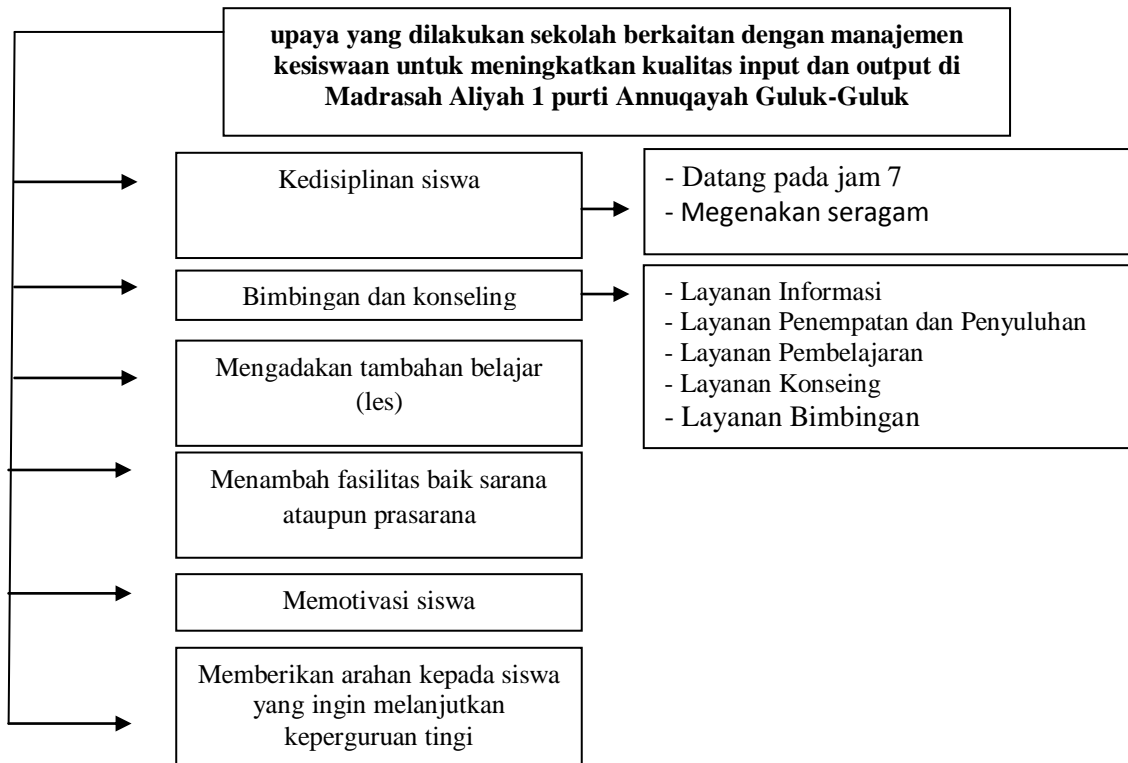 upaya yang dilakukan sekolah berkaitan dengan manajemen
kesiswaan untuk meningkatkan kualitas input dan output di
Madrasah Aliyah 1 purti Annuqayah Guluk-Guluk
Kedisiplinan siswa
- Datang pada jam 7
- Megenakan seragam
Bimbingan dan konseling
- Layanan Informasi
- Layanan Penempatan dan Penyuluhan
- Layanan Pembelajaran
- Layanan Konseing
- Layanan Bimbingan
Mengadakan tambahan belajar
(les)
Menambah fasilitas baik sarana
ataupun prasarana
Memotivasi siswa
Memberikan arahan kepada siswa
yang ingin melanjutkan
keperguruan tingi